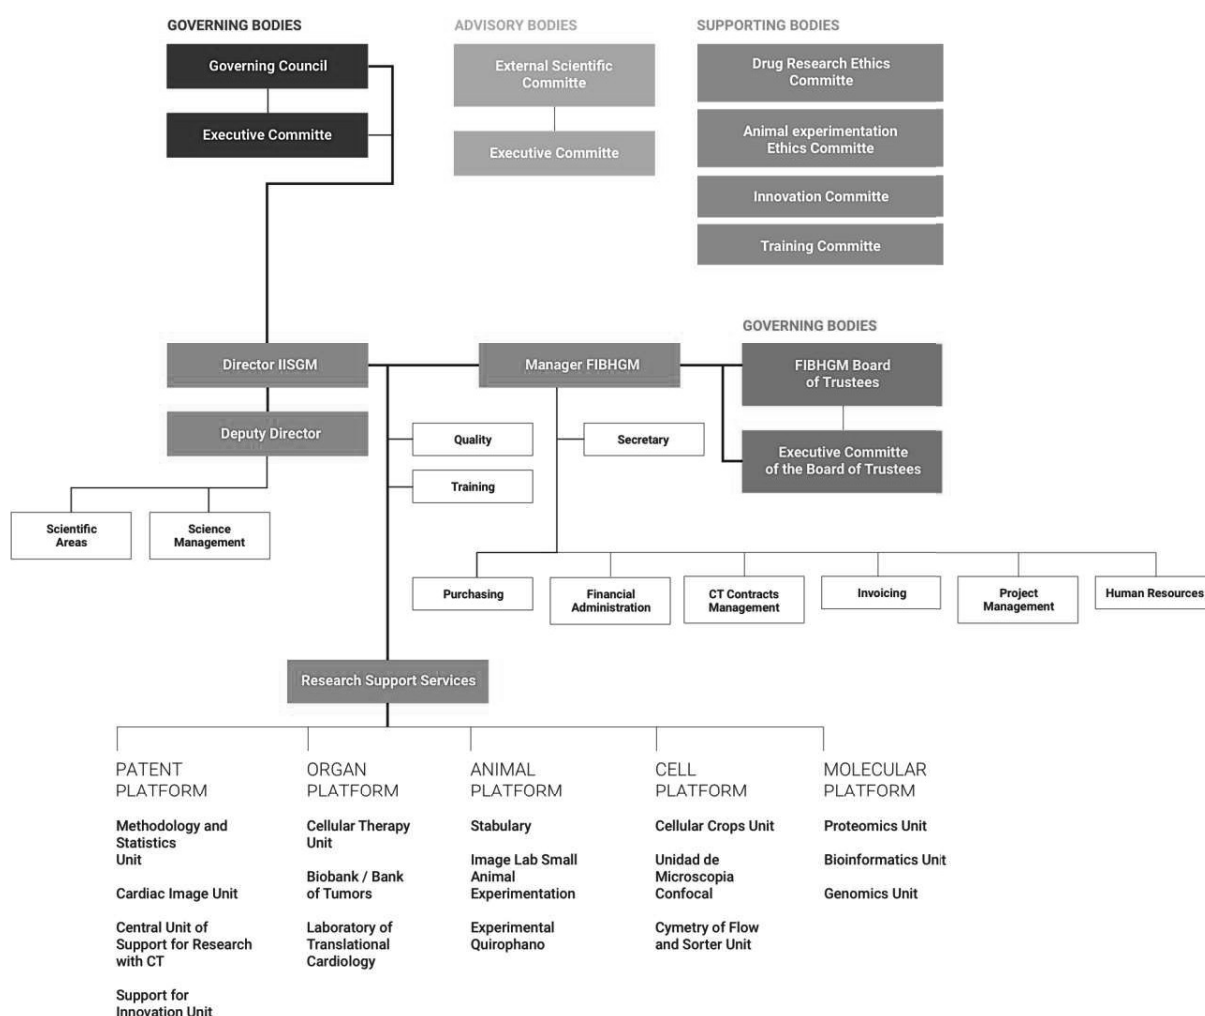 GOVERNING BODIES
Governing Council
Executive Committe
ADVISORY BODIES
External Scientific
Committe
Executive Committe
SUPPORTING BODIES
Drug Research Ethics
Committe
Animal experimentation
Ethics Committe
Innovation Committe
Training Committe
Director IISGM
Deputy Director
Scientific
Areas
Science
Management
Manager FIBHGM
Quality
Training
Secretary
GOVERNING BODIES
FIBHGM Board
of Trustees
Executive Committe
of the Board of Trustees
Purchasing
Financial
Administration
CT Contracts
Management
Invoicing
Project
Management
Human Resources
Research Support Services
PATENT
PLATFORM
Methodology and
Statistics
Unit
Cardiac Image Unit
Central Unit of
Support for Research
with CT
Support for
Innovation Unit
ORGAN
PLATFORM
Cellular Therapy
Unit
Biobank / Bank
of Tumors
Laboratory of
Translational
Cardiology
ANIMAL
PLATFORM
Stabulary
Image Lab Small
Animal
Experimentation
Experimental
Quirophano
CELL
PLATFORM
Cellular Crops Unit
Unidad de
Microscopia
Confocal
Cymetry of Flow
and Sorter Unit
MOLECULAR
PLATFORM
Proteomics Unit
Bioinformatics Unit
Genomics Unit